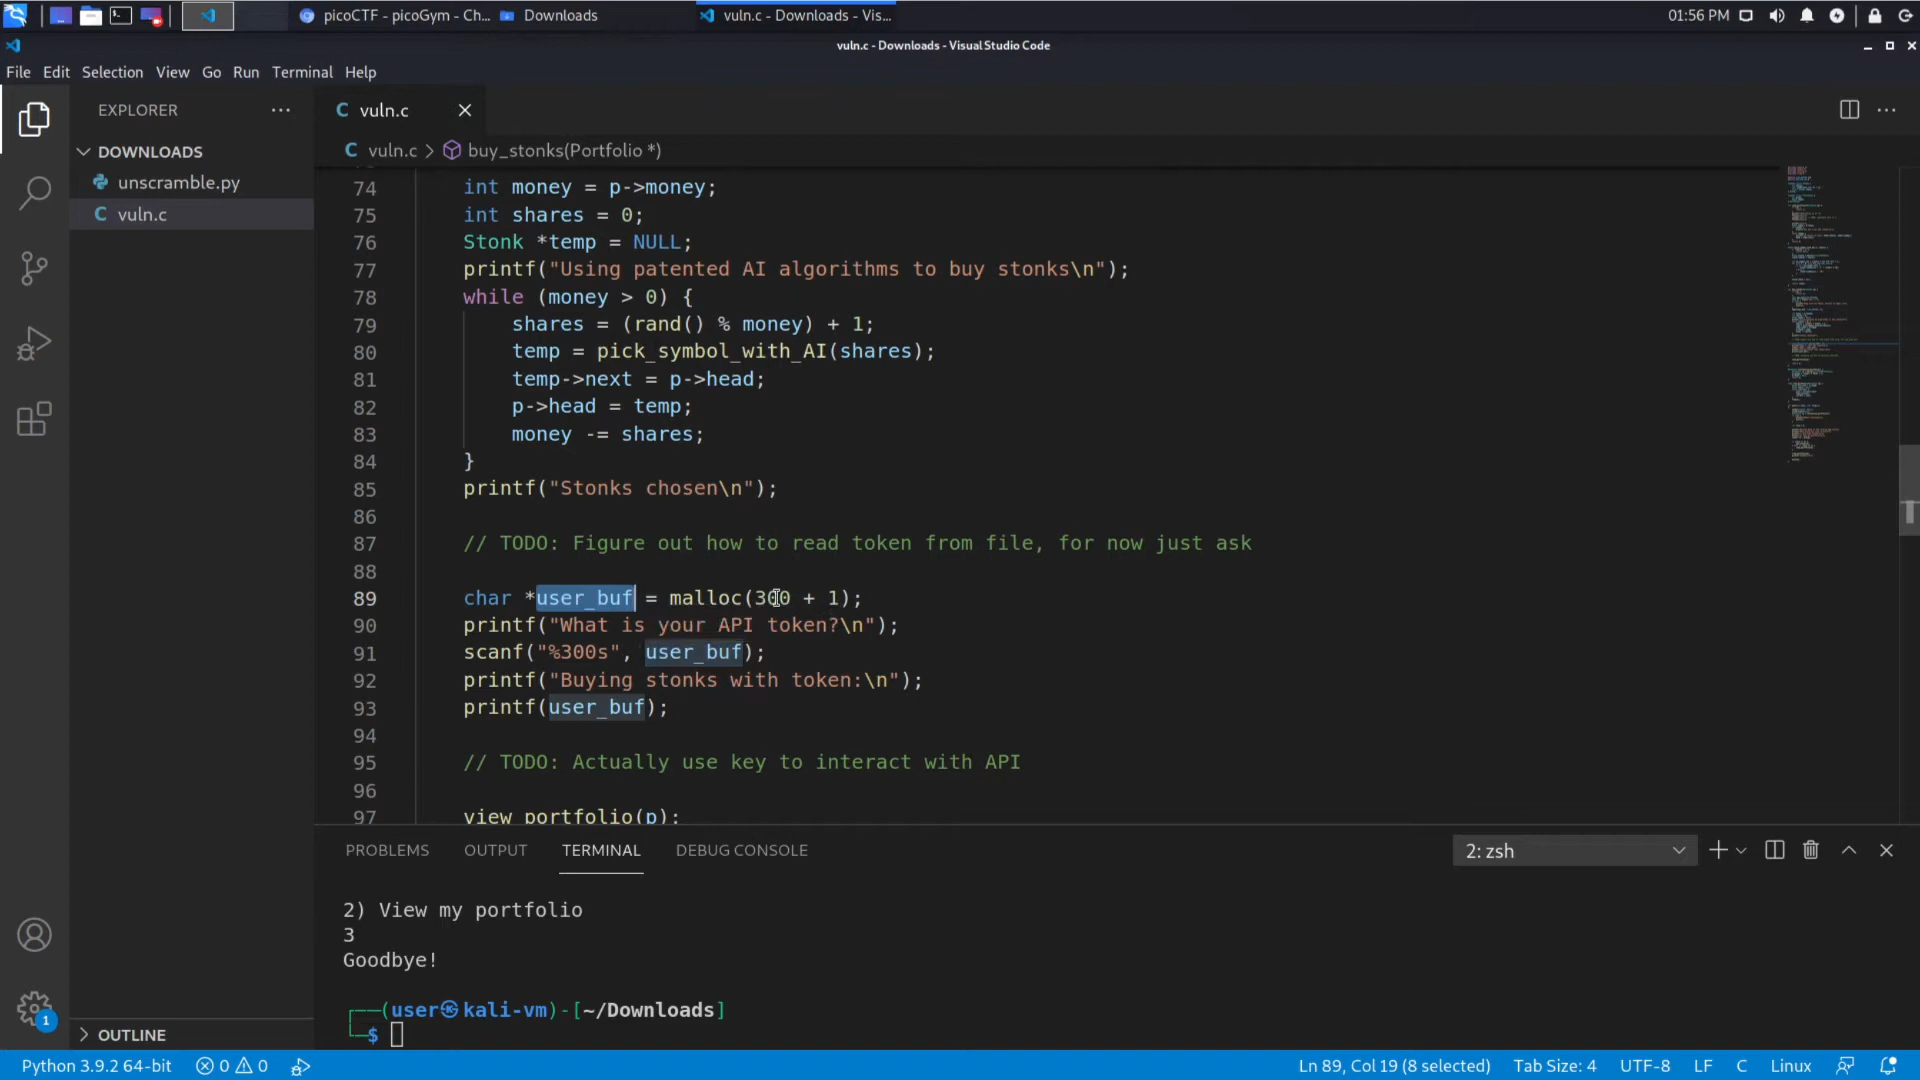 picoCTF - picoGym - Ch...
Downloads
vuln.c - Downloads - Vis...
01:56 PM
vuln.c - Downloads - Visual Studio Code
File Edit Selection View Go Run Terminal Help
EXPLORER
C vuln.c
C vuln.c > buy_stonks(Portfolio *)
DOWNLOADS
unscramble.py
C vuln.c
74 int money = p->money;
75 int shares = 0;
76 Stonk *temp = NULL;
77 printf("Using patented AI algorithms to buy stonks\n");
78 while (money > 0) {
79 shares = (rand() % money) + 1;
80 temp = pick_symbol_with_AI(shares);
81 temp->next = p->head;
82 p->head = temp;
83 money -= shares;
84 }
85 printf("Stonks chosen\n");
86
87 // TODO: Figure out how to read token from file, for now just ask
88
89 char *user_buf = malloc(300 + 1);
90 printf("What is your API token?\n");
91 scanf("%300s", user_buf);
92 printf("Buying stonks with token:\n");
93 printf(user_buf);
94
95 // TODO: Actually use key to interact with API
96
97 view_portfolio(p);
PROBLEMS OUTPUT TERMINAL DEBUG CONSOLE
2: zsh
2) View my portfolio
3
Goodbye!
(user㉿kali-vm)-[~/Downloads]
$
OUTLINE
1
Python 3.9.2 64-bit
0 0
Ln 89, Col 19 (8 selected)
Tab Size: 4
UTF-8
LF
C
Linux